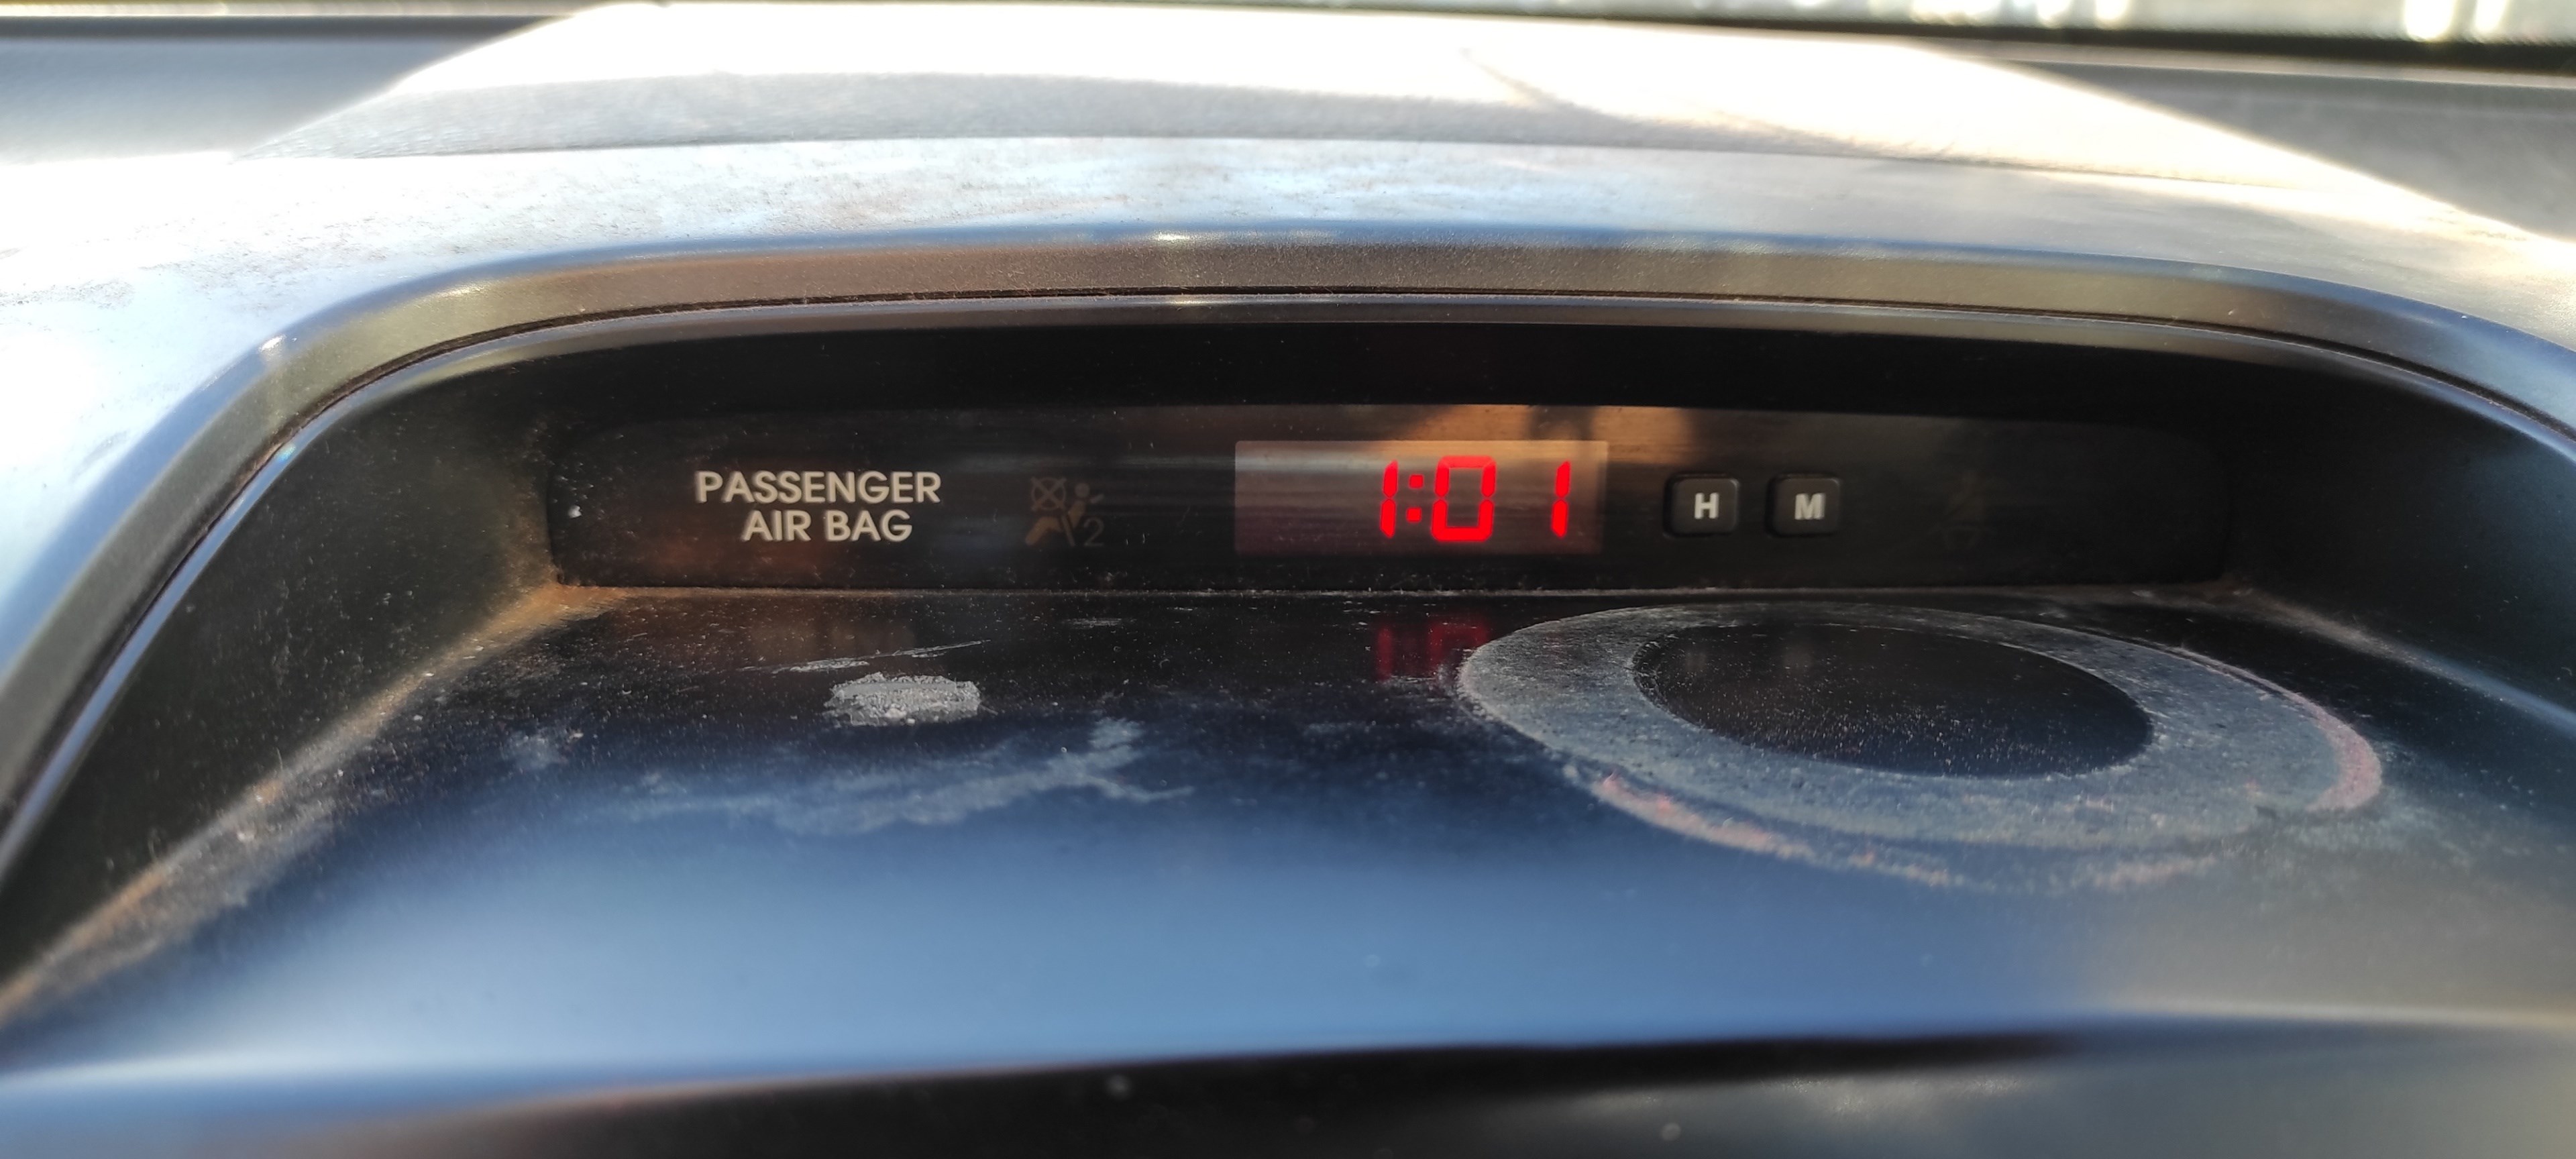 PASSENGER
AIR BAG
2
1:01
H
M